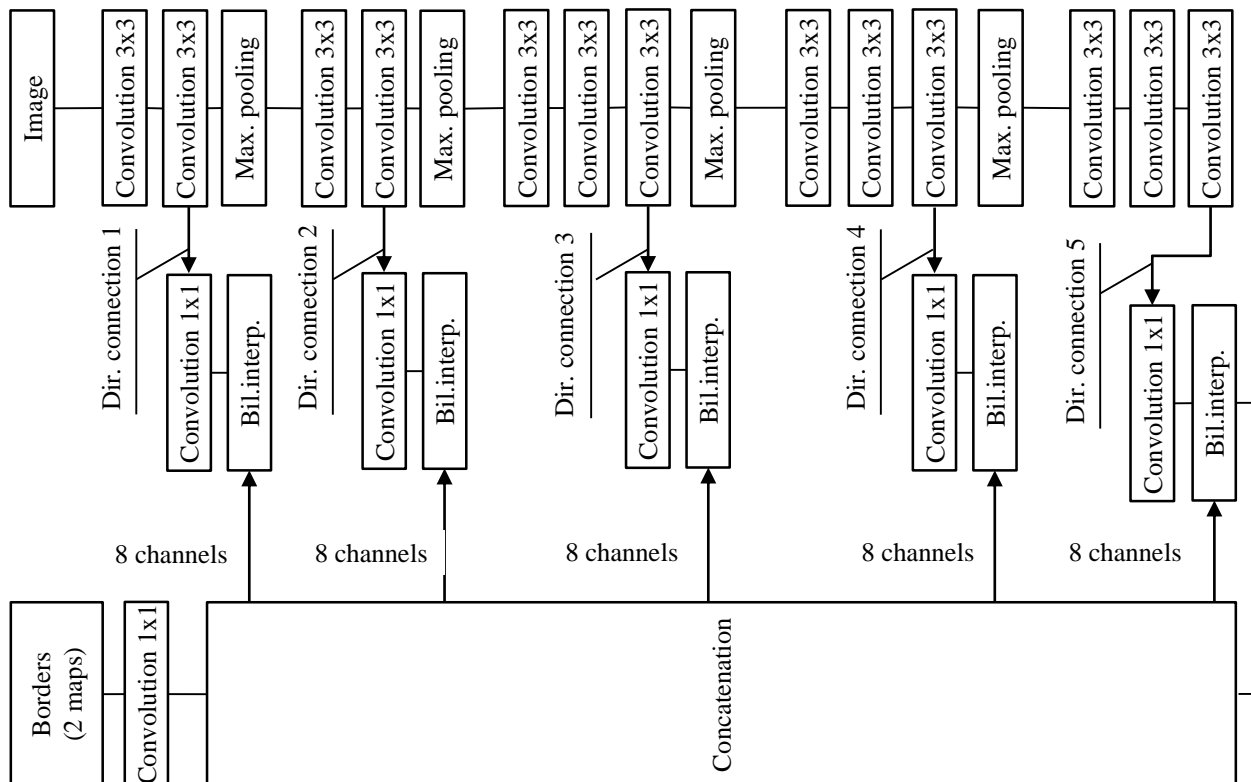 Image
Convolution 3x3
Convolution 3x3
Max. pooling
Convolution 3x3
Convolution 3x3
Max. pooling
Convolution 3x3
Convolution 3x3
Convolution 3x3
Max. pooling
Convolution 3x3
Convolution 3x3
Convolution 3x3
Max. pooling
Convolution 3x3
Convolution 3x3
Convolution 3x3
Dir. connection 1
Convolution 1x1
Bil.interp.
Dir. connection 2
Convolution 1x1
Bil.interp.
Dir. connection 3
Convolution 1x1
Bil.interp.
Dir. connection 4
Convolution 1x1
Bil.interp.
Dir. connection 5
Convolution 1x1
Bil.interp.
8 channels
8 channels
8 channels
8 channels
8 channels
Borders
(2 maps)
Convolution 1x1
Concatenation